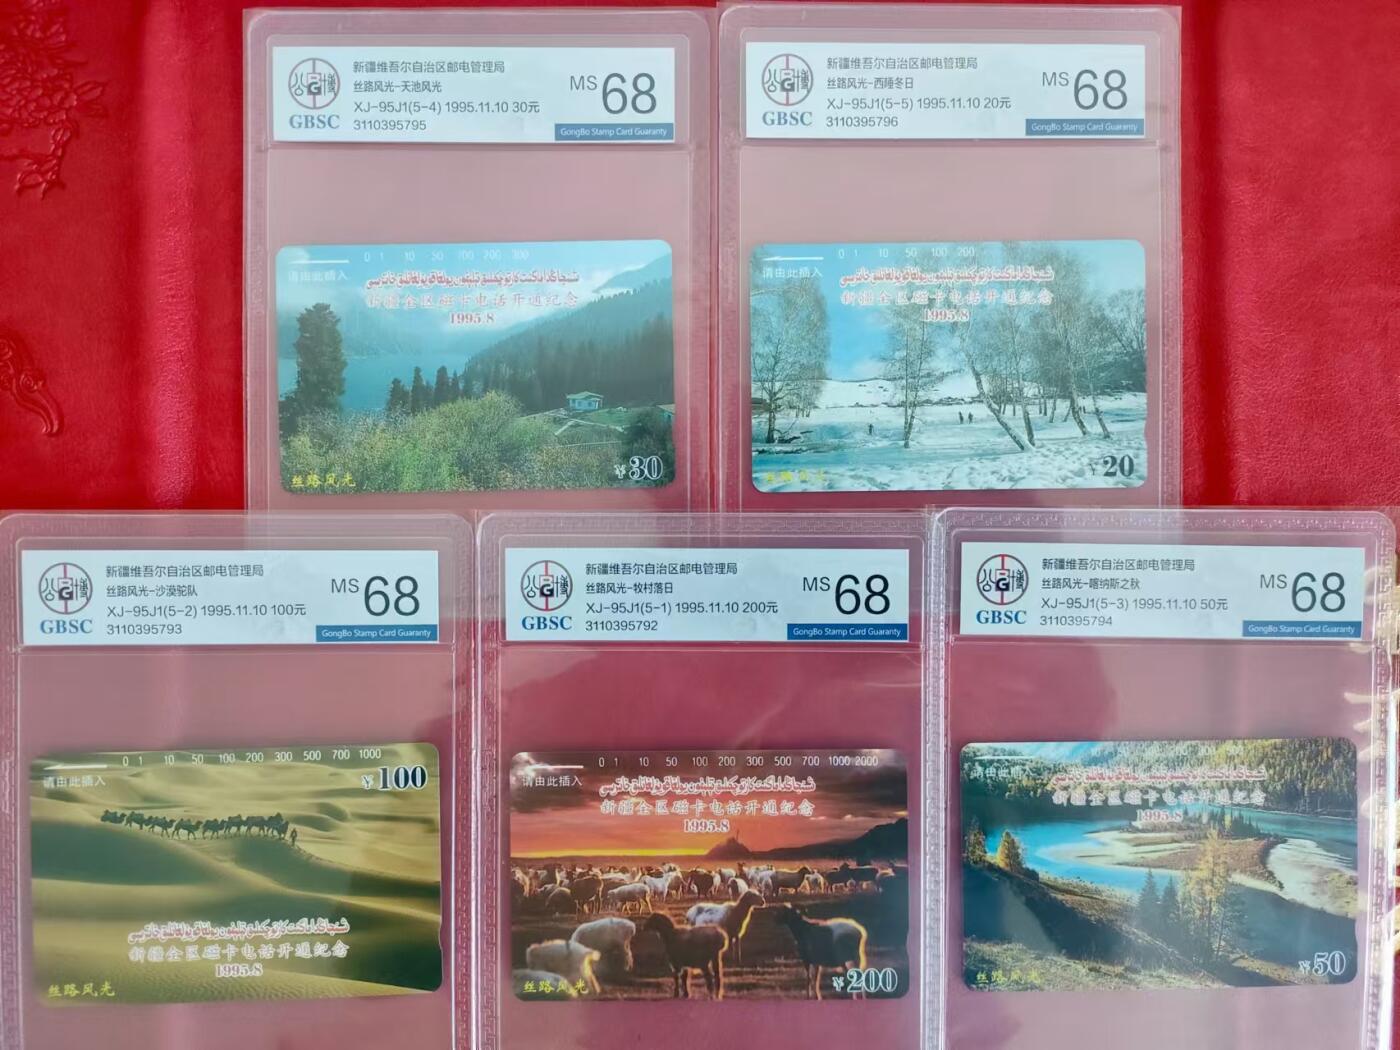 新疆维吾尔自治区邮电管理局
丝路风光-天池风光
XJ-95J1(5-4) 1995.11.10 30元
3110395795
GBSC
MS 68
GongBo Stamp Card Guaranty
0 1 10 50 100 200 300
请由此插入
新疆全区磁卡电话开通纪念
1995.8
丝路风光
¥30
新疆维吾尔自治区邮电管理局
丝路风光-西陲冬日
XJ-95J1(5-5) 1995.11.10 20元
3110395796
GBSC
MS 68
GongBo Stamp Card Guaranty
0 1 10 50 100 200
请由此插入
新疆全区磁卡电话开通纪念
1995.8
丝路风光
¥20
新疆维吾尔自治区邮电管理局
丝路风光-沙漠驼队
XJ-95J1(5-2) 1995.11.10 100元
3110395793
GBSC
MS 68
GongBo Stamp Card Guaranty
0 1 10 50 100 200 300 500 700 1000
请由此插入
¥100
新疆全区磁卡电话开通纪念
1995.8
丝路风光
新疆维吾尔自治区邮电管理局
丝路风光-牧村落日
XJ-95J1(5-1) 1995.11.10 200元
3110395792
GBSC
MS 68
GongBo Stamp Card Guaranty
0 1 10 50 100 200 300 500 700 1000 2000
请由此插入
新疆全区磁卡电话开通纪念
1995.8
丝路风光
¥200
新疆维吾尔自治区邮电管理局
丝路风光-喀纳斯之秋
XJ-95J1(5-3) 1995.11.10 50元
3110395794
GBSC
MS 68
GongBo Stamp Card Guaranty
请由此插入
新疆全区磁卡电话开通纪念
1995.8
丝路风光
¥50